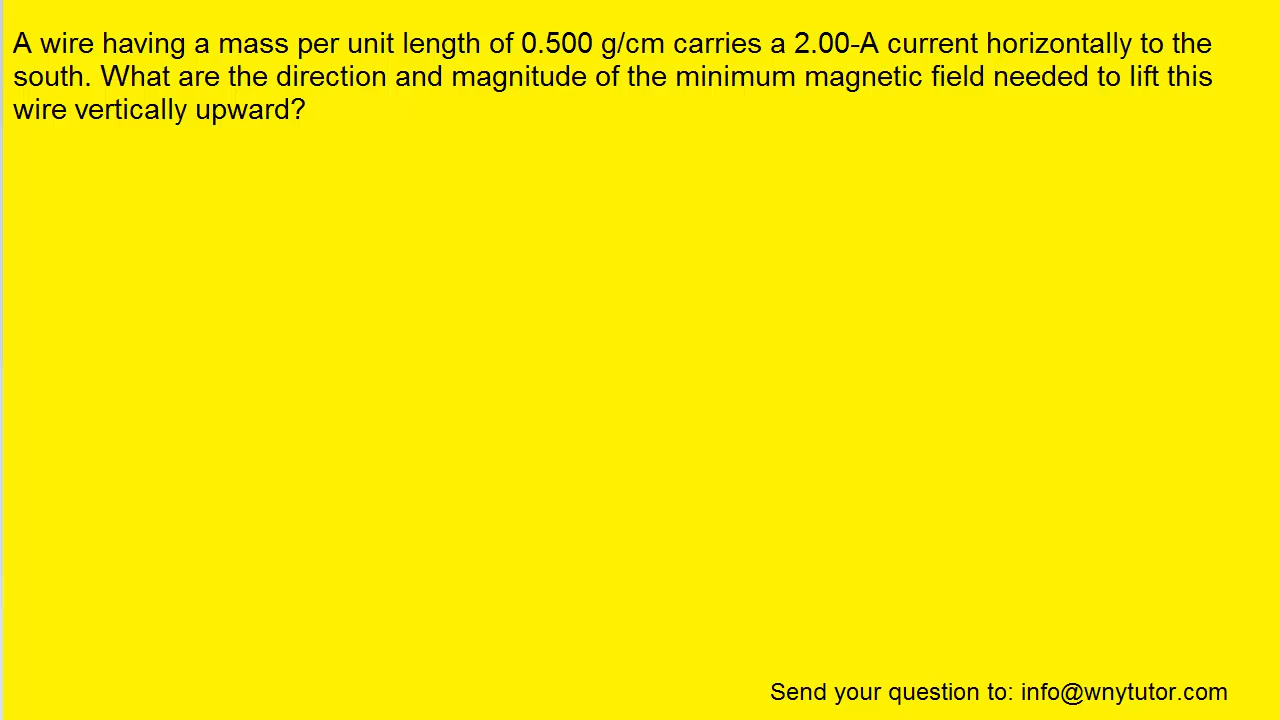 A wire having a mass per unit length of 0.500 g/cm carries a 2.00-A current horizontally to the
south. What are the direction and magnitude of the minimum magnetic field needed to lift this
wire vertically upward?
Send your question to: info@wnytutor.com